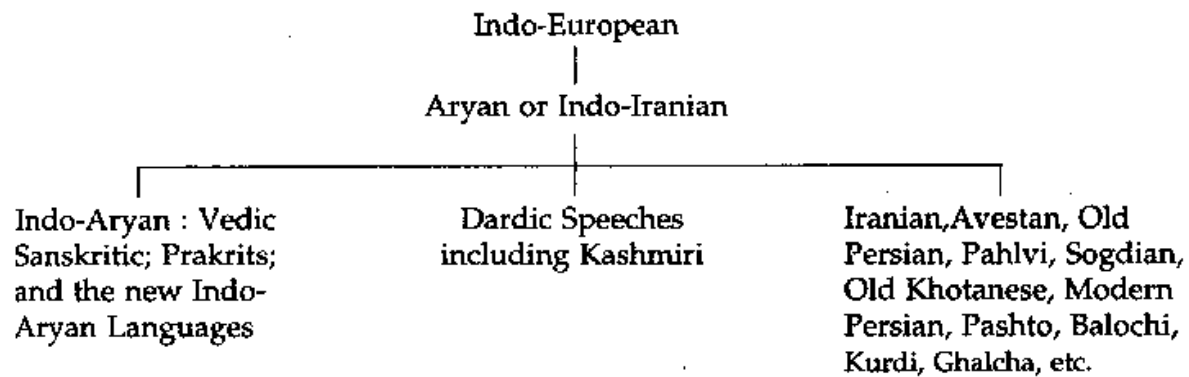 Indo-European
Aryan or Indo-Iranian
Indo-Aryan : Vedic
Sanskritic; Prakrits;
and the new Indo-
Aryan Languages
Dardic Speeches
including Kashmiri
Iranian,Avestan, Old
Persian, Pahlvi, Sogdian,
Old Khotanese, Modern
Persian, Pashto, Balochi,
Kurdi, Ghalcha, etc.